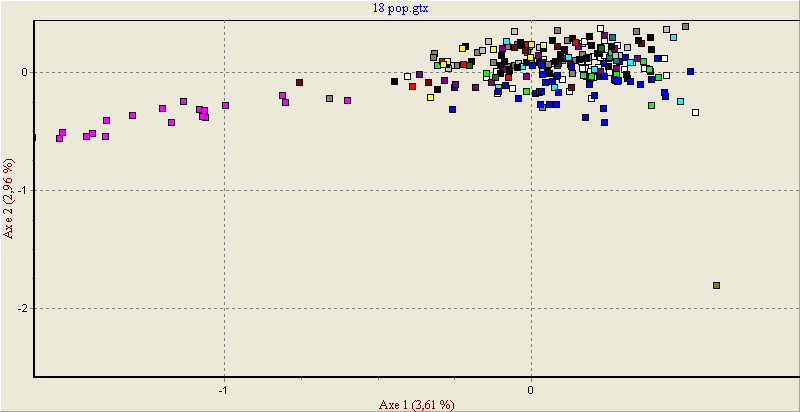 18 pop.gtx
0
-1
-2
Axe 2 (2,96 %)
-1
0
Axe 1 (3,61 %)